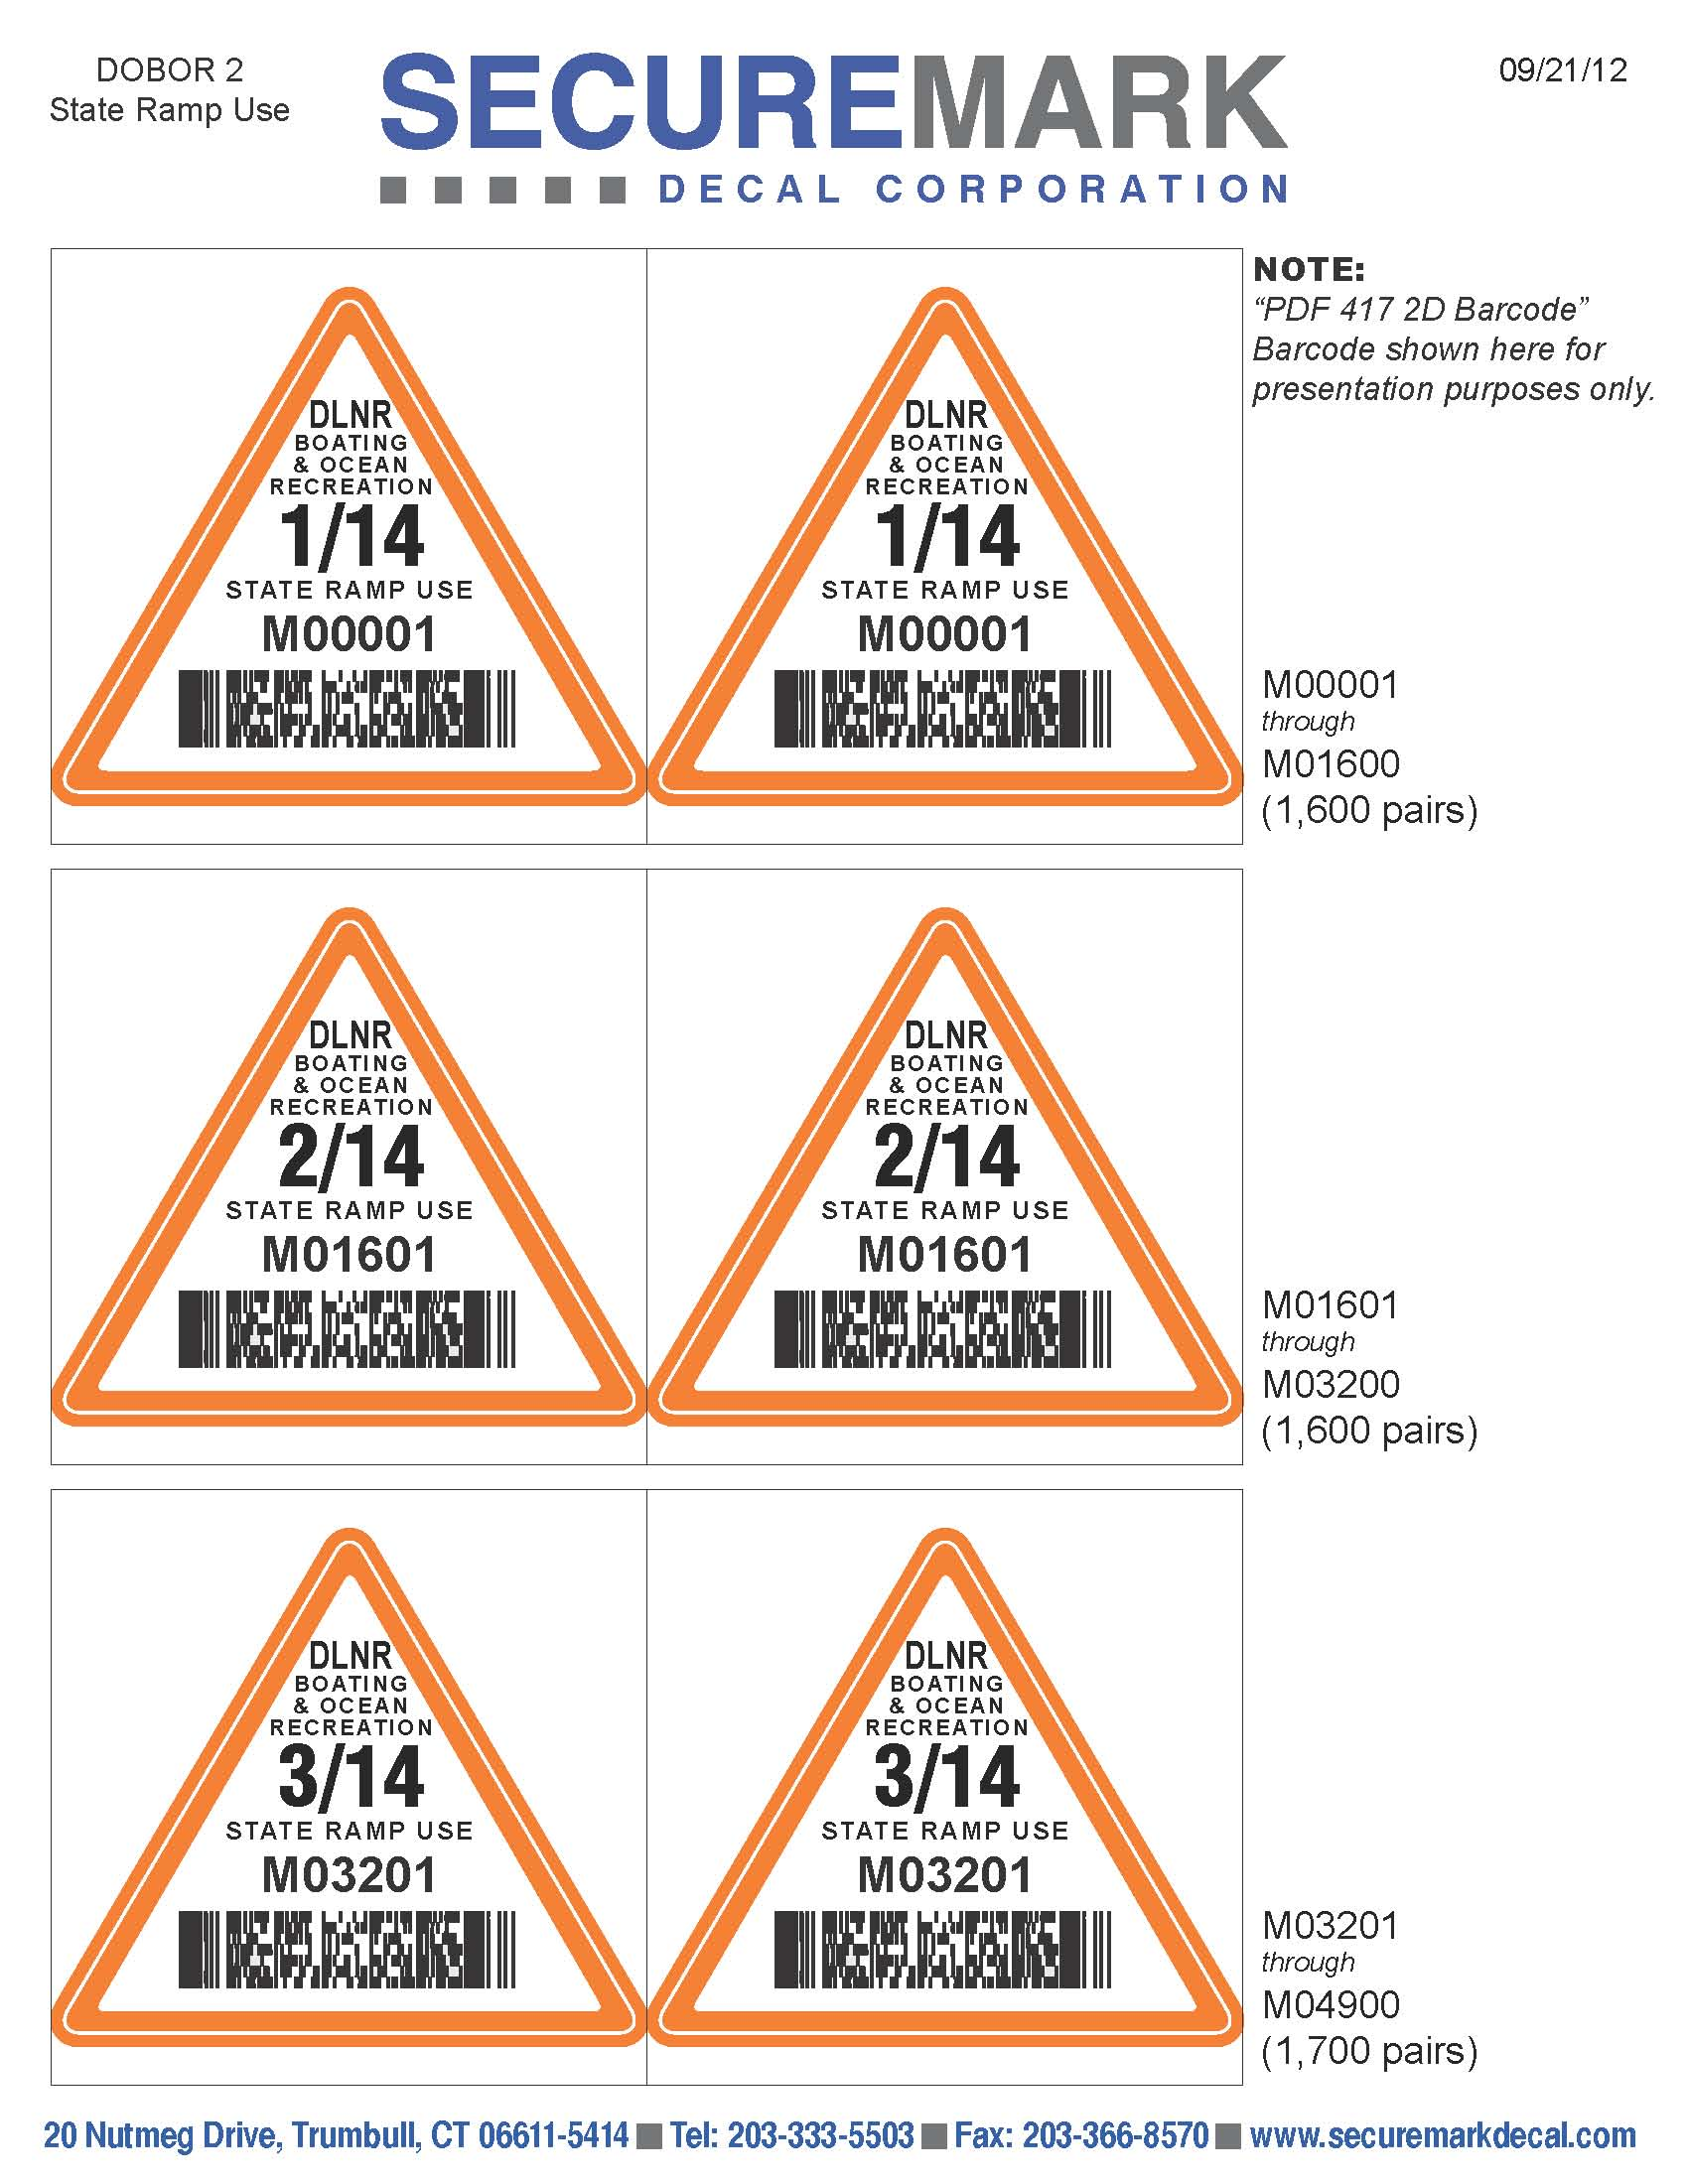 DOBOR 2
State Ramp Use
SECUREMARK
DECAL CORPORATION
09/21/12
NOTE:
“PDF 417 2D Barcode”
Barcode shown here for
presentation purposes only.
DLNR
BOATING
& OCEAN
RECREATION
1/14
STATE RAMP USE
M00001
DLNR
BOATING
& OCEAN
RECREATION
1/14
STATE RAMP USE
M00001
M00001
through
M01600
(1,600 pairs)
DLNR
BOATING
& OCEAN
RECREATION
2/14
STATE RAMP USE
M01601
DLNR
BOATING
& OCEAN
RECREATION
2/14
STATE RAMP USE
M01601
M01601
through
M03200
(1,600 pairs)
DLNR
BOATING
& OCEAN
RECREATION
3/14
STATE RAMP USE
M03201
DLNR
BOATING
& OCEAN
RECREATION
3/14
STATE RAMP USE
M03201
M03201
through
M04900
(1,700 pairs)
20 Nutmeg Drive, Trumbull, CT 06611-5414 ■ Tel: 203-333-5503 ■ Fax: 203-366-8570 ■ www.securemarkdecal.com